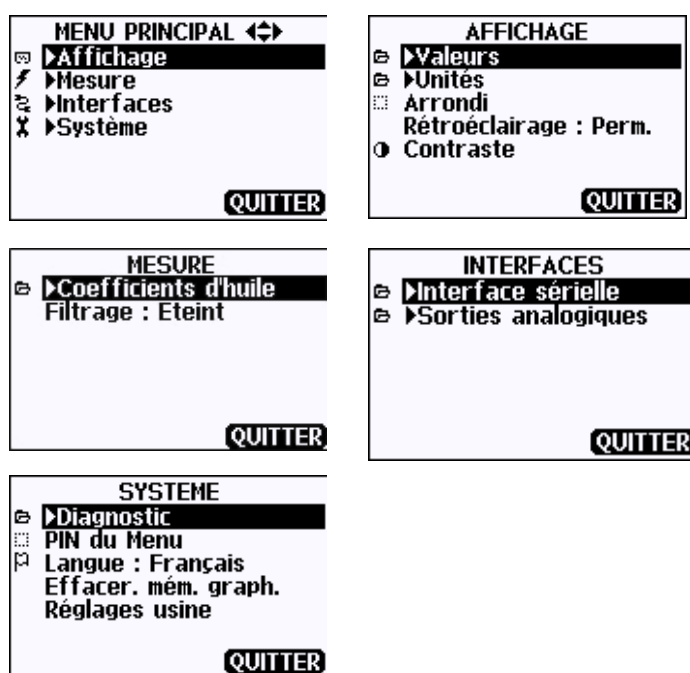 MENU PRINCIPAL
▶Affichage
▶Mesure
▶Interfaces
▶Système
QUITTER
AFFICHAGE
▶Valeurs
▶Unités
Arrondi
Rétroéclairage : Perm.
Contraste
QUITTER
MESURE
▶Coefficients d'huile
Filtrage : Eteint
QUITTER
INTERFACES
▶Interface sérielle
▶Sorties analogiques
QUITTER
SYSTEME
▶Diagnostic
PIN du Menu
Langue : Français
Effacer. mém. graph.
Réglages usine
QUITTER